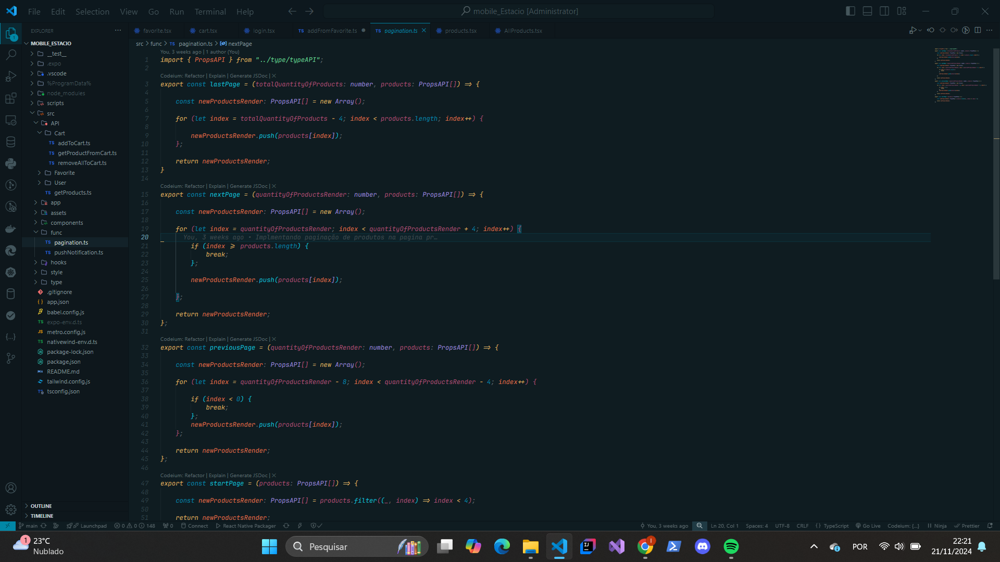 File Edit Selection View Go Run Terminal Help
mobile_Estacio [Administrator]
EXPLORER
MOBILE_ESTACIO
__test__
.expo
.vscode
%ProgramData%
node_modules
scripts
src
API
Cart
TS addToCart.ts
TS getProductFromCart.ts
TS removeAllToCart.ts
Favorite
User
TS getProducts.ts
app
assets
components
func
TS pagination.ts
TS pushNotification.ts
hooks
style
type
.gitignore
app.json
babel.config.js
TS expo-env.d.ts
JS metro.config.js
TS nativewind-env.d.ts
package-lock.json
package.json
README.md
tailwind.config.js
tsconfig.json
OUTLINE
TIMELINE
favorite.tsx cart.tsx login.tsx TS addFromFavorite.ts TS pagination.ts products.tsx AllProducts.tsx
src > func > TS pagination.ts > nextPage
You, 3 weeks ago | 1 author (You)
1 import { PropsAPI } from "../type/typeAPI";
2
Codeium: Refactor | Explain | Generate JSDoc | X
3 export const lastPage = (totalQuantityOfProducts: number, products: PropsAPI[]) => {
4
5 const newProductsRender: PropsAPI[] = new Array();
6
7 for (let index = totalQuantityOfProducts - 4; index < products.length; index++) {
8
9 newProductsRender.push(products[index]);
10 };
11
12 return newProductsRender;
13 }
14
Codeium: Refactor | Explain | Generate JSDoc | X
15 export const nextPage = (quantityOfProductsRender: number, products: PropsAPI[]) => {
16
17 const newProductsRender: PropsAPI[] = new Array();
18
19 for (let index = quantityOfProductsRender; index < quantityOfProductsRender + 4; index++) {
20 You, 3 weeks ago • Implmentando paginação de produtos na pagina pr…
21 if (index >= products.length) {
22 break;
23 };
24
25 newProductsRender.push(products[index]);
26
27 };
28
29 return newProductsRender;
30 };
31
Codeium: Refactor | Explain | Generate JSDoc | X
32 export const previousPage = (quantityOfProductsRender: number, products: PropsAPI[]) => {
33
34 const newProductsRender: PropsAPI[] = new Array();
35
36 for (let index = quantityOfProductsRender - 8; index < quantityOfProductsRender - 4; index++) {
37
38 if (index < 0) {
39 break;
40 };
41 newProductsRender.push(products[index]);
42 };
43
44 return newProductsRender;
45 };
46
Codeium: Refactor | Explain | Generate JSDoc | X
47 export const startPage = (products: PropsAPI[]) => {
48
49 const newProductsRender: PropsAPI[] = products.filter((_, index) => index < 4);
50
51 return newProductsRender;
main Launchpad 0 0 148 0 Connect React Native Packager You, 3 weeks ago Ln 20, Col 1 Spaces: 4 UTF-8 CRLF {} TypeScript Go Live Codeium: {...} Ninja Prettier
1 23°C
Nublado
Pesquisar
POR
22:21
21/11/2024